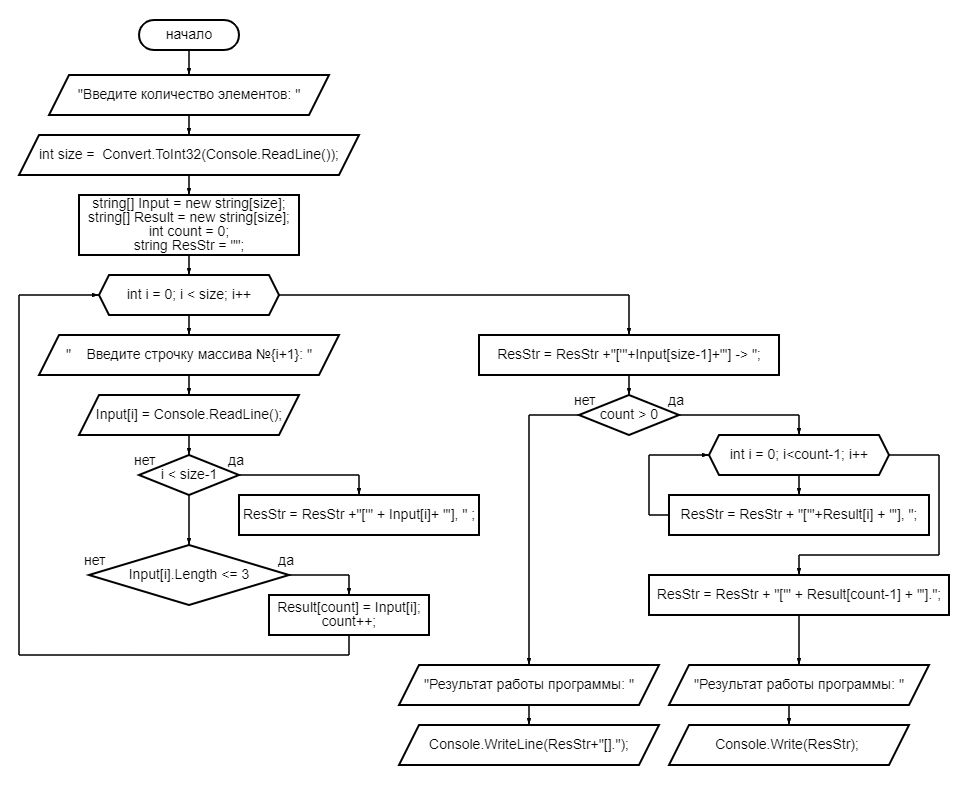 начало
"Введите количество элементов: "
int size =  Convert.ToInt32(Console.ReadLine());
string[] Input = new string[size];
string[] Result = new string[size];
int count = 0;
string ResStr = "";
int i = 0; i < size; i++
"    Введите строчку массива №{i+1}: "
Input[i] = Console.ReadLine();
нет
да
i < size-1
ResStr = ResStr +"['" + Input[i]+ "'], " ;
нет
да
Input[i].Length <= 3
Result[count] = Input[i];
count++;
ResStr = ResStr +"['"+Input[size-1]+"'] -> ";
нет
да
count > 0
int i = 0; i<count-1; i++
ResStr = ResStr + "['"+Result[i] + "'], ";
ResStr = ResStr + "['" + Result[count-1] + "'].";
"Результат работы программы: "
Console.WriteLine(ResStr+"[].");
"Результат работы программы: "
Console.Write(ResStr);